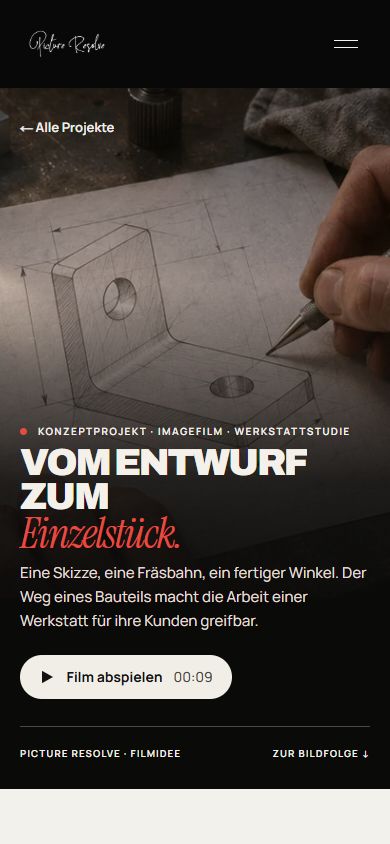 Picture Resolve
← Alle Projekte
KONZEPTPROJEKT · IMAGEFILM · WERKSTATTSTUDIE
VOM ENTWURF
ZUM
Einzelstück.
Eine Skizze, eine Fräsbahn, ein fertiger Winkel. Der
Weg eines Bauteils macht die Arbeit einer
Werkstatt für ihre Kunden greifbar.
Film abspielen 00:09
PICTURE RESOLVE · FILMIDEE
ZUR BILDFOLGE ↓